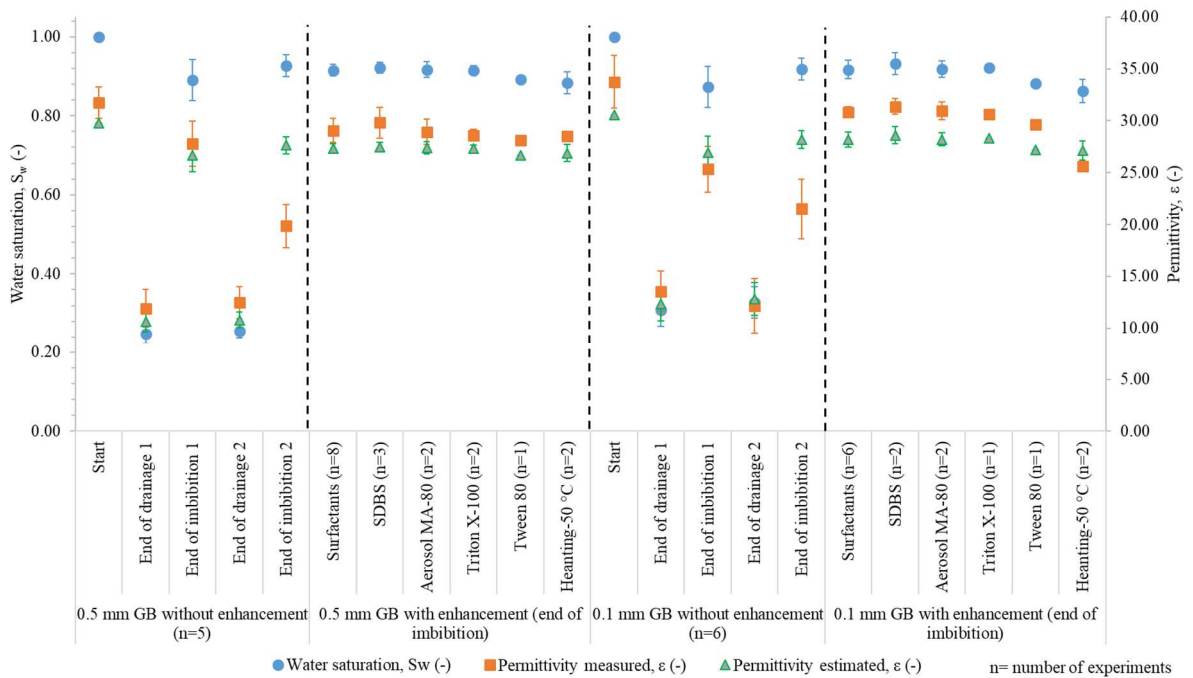 1.00
0.80
0.60
0.40
0.20
0.00
Water saturation, Sw (-)
40.00
35.00
30.00
25.00
20.00
15.00
10.00
5.00
0.00
Permittivity, ε (-)
Start
End of drainage 1
End of imbibition 1
End of drainage 2
End of imbibition 2
Surfactants (n=8)
SDBS (n=3)
Aerosol MA-80 (n=2)
Triton X-100 (n=2)
Tween 80 (n=1)
Heanting-50 °C (n=2)
Start
End of drainage 1
End of imbibition 1
End of drainage 2
End of imbibition 2
Surfactants (n=6)
SDBS (n=2)
Aerosol MA-80 (n=2)
Triton X-100 (n=1)
Tween 80 (n=1)
Heanting-50 °C (n=2)
0.5 mm GB without enhancement
(n=5)
0.5 mm GB with enhancement (end of
imbibition)
0.1 mm GB without enhancement
(n=6)
0.1 mm GB with enhancement (end of
imbibition)
Water saturation, Sw (-)
Permittivity measured, ε (-)
Permittivity estimated, ε (-)
n= number of experiments